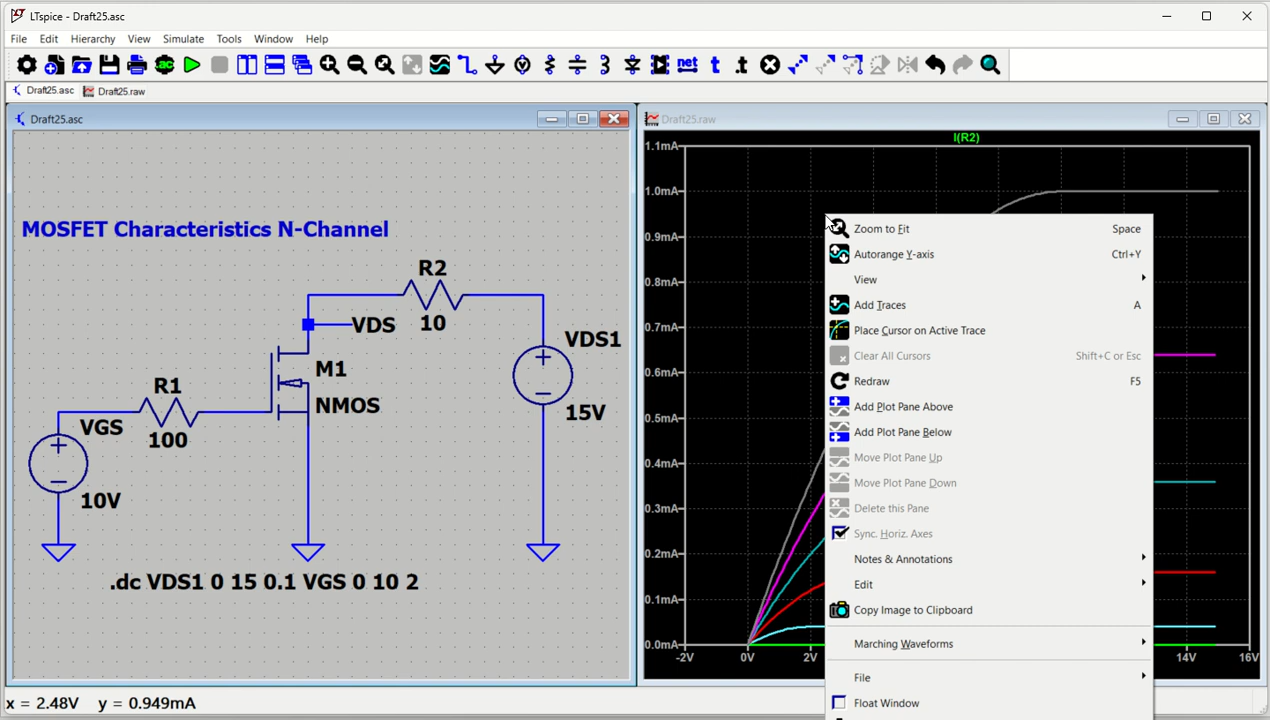 LTspice - Draft25.asc
File Edit Hierarchy View Simulate Tools Window Help
net t .t
Draft25.asc Draft25.raw
Draft25.asc
MOSFET Characteristics N-Channel
R2
VDS 10
VDS1
M1
R1
NMOS
15V
VGS
100
10V
.dc VDS1 0 15 0.1 VGS 0 10 2
Draft25.raw
I(R2)
1.1mA
1.0mA
0.9mA
0.8mA
0.7mA
0.6mA
0.5mA
0.4mA
0.3mA
0.2mA
0.1mA
0.0mA
-2V 0V 2V 14V 16V
Zoom to Fit Space
Autorange Y-axis Ctrl+Y
View
Add Traces A
Place Cursor on Active Trace
Clear All Cursors Shift+C or Esc
Redraw F5
Add Plot Pane Above
Add Plot Pane Below
Move Plot Pane Up
Move Plot Pane Down
Delete this Pane
Sync. Horiz. Axes
Notes & Annotations
Edit
Copy Image to Clipboard
Marching Waveforms
File
Float Window
x = 2.48V y = 0.949mA